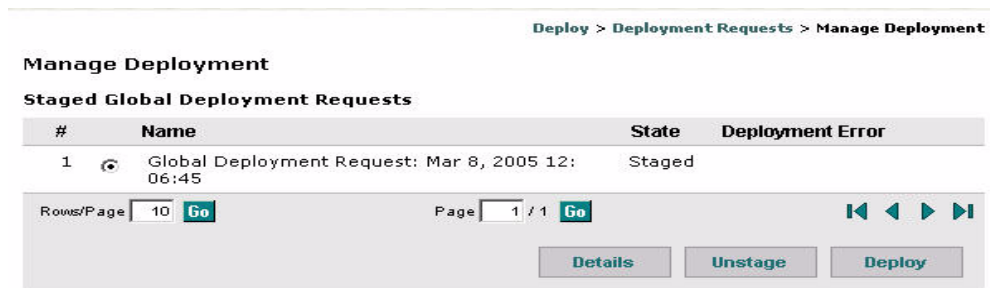 Deploy > Deployment Requests > Manage Deployment
Manage Deployment
Staged Global Deployment Requests
# Name State Deployment Error
1 Global Deployment Request: Mar 8, 2005 12: Staged
06:45
Rows/Page 10 Go Page 1 / 1 Go
Details Unstage Deploy